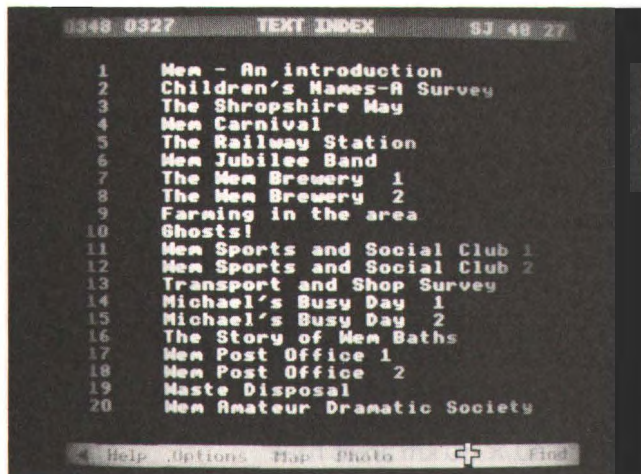 0348 0327 TEXT INDEX SJ 48 27
1 Wem - An introduction
2 Children's Names-A Survey
3 The Shropshire Way
4 Wem Carnival
5 The Railway Station
6 Wem Jubilee Band
7 The Wem Brewery 1
8 The Wem Brewery 2
9 Farming in the area
10 Ghosts!
11 Wem Sports and Social Club 1
12 Wem Sports and Social Club 2
13 Transport and Shop Survey
14 Michael's Busy Day 1
15 Michael's Busy Day 2
16 The Story of Wem Baths
17 Wem Post Office 1
18 Wem Post Office 2
19 Waste Disposal
20 Wem Amateur Dramatic Society
Help Options Map Photo Find